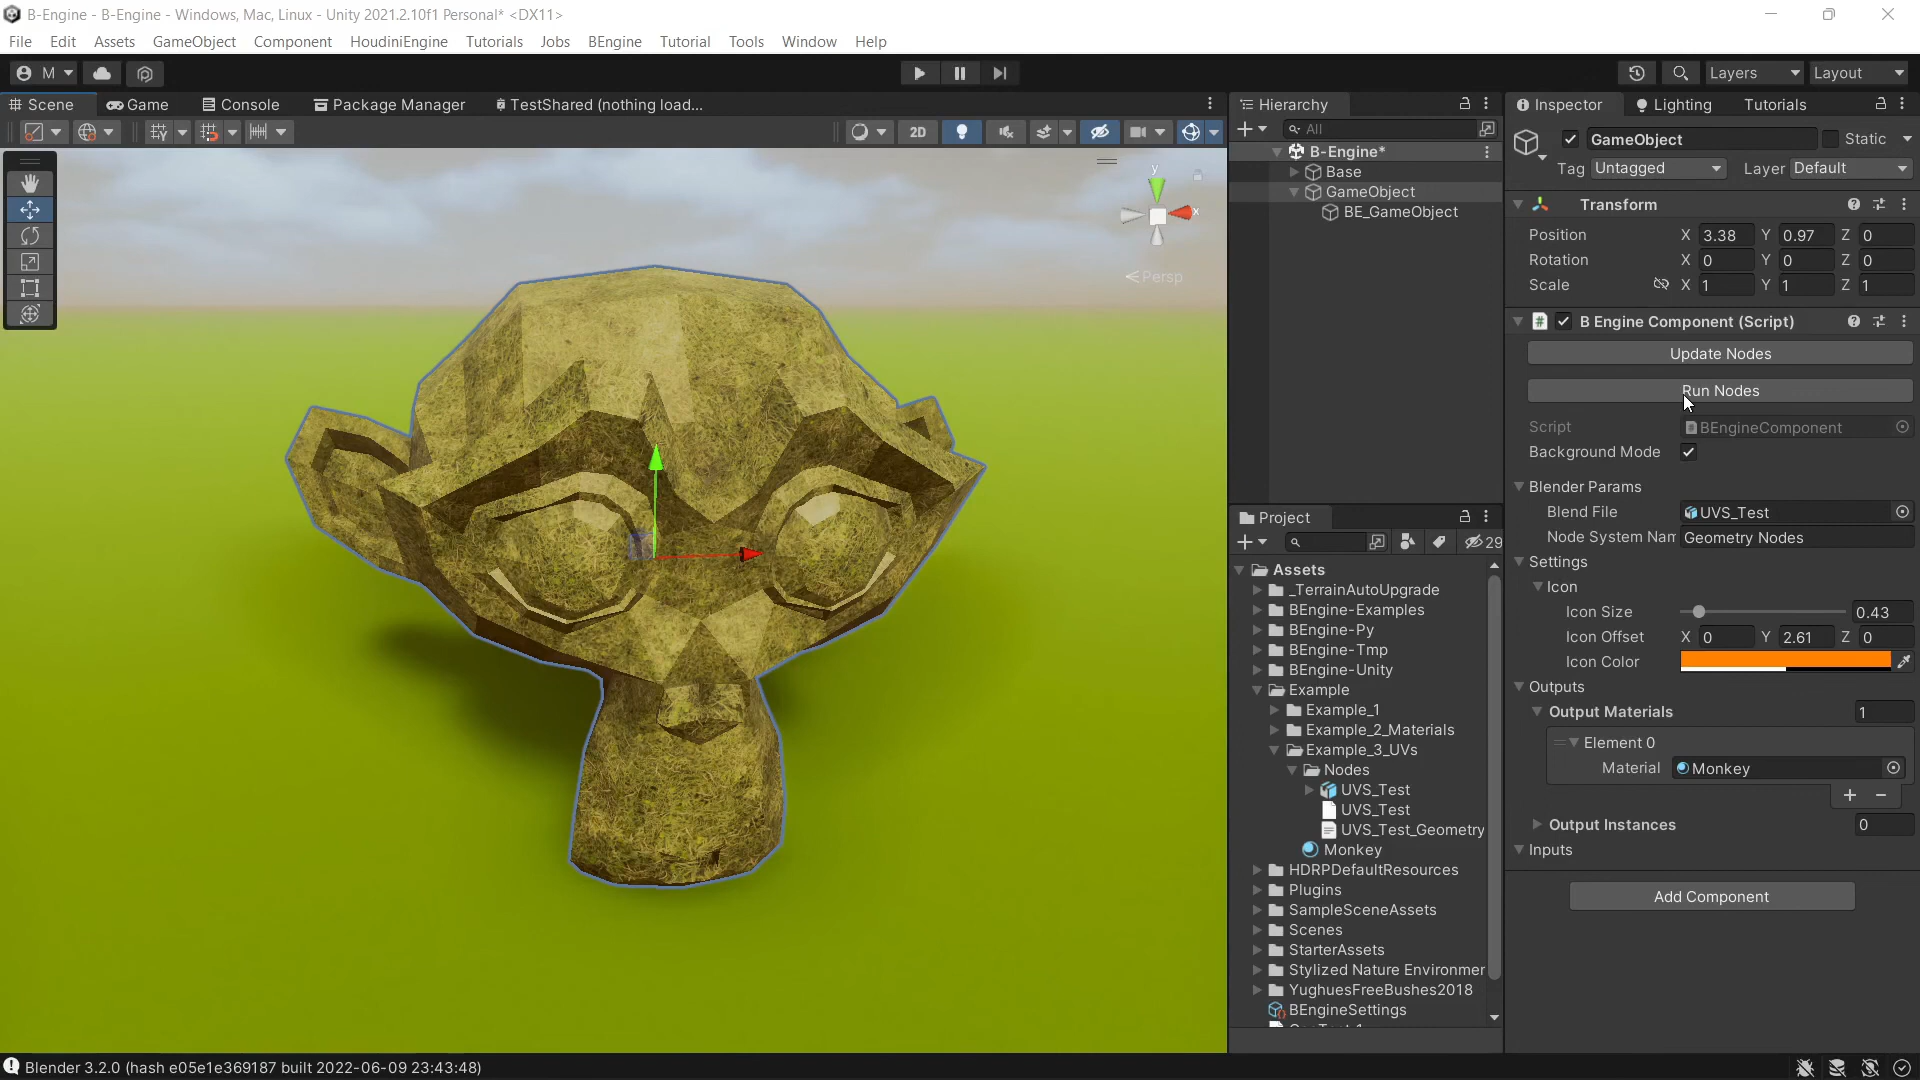 B-Engine - B-Engine - Windows, Mac, Linux - Unity 2021.2.10f1 Personal* <DX11>
File Edit Assets GameObject Component HoudiniEngine Tutorials Jobs BEngine Tutorial Tools Window Help
M Layers Layout
Scene Game Console Package Manager TestShared (nothing load...
2D
y
x
Persp
Hierarchy
All
B-Engine*
Base
GameObject
BE_GameObject
Project
29
Assets
_TerrainAutoUpgrade
BEngine-Examples
BEngine-Py
BEngine-Tmp
BEngine-Unity
Example
Example_1
Example_2_Materials
Example_3_UVs
Nodes
UVS_Test
UVS_Test
UVS_Test_Geometry
Monkey
HDRPDefaultResources
Plugins
SampleSceneAssets
Scenes
StarterAssets
Stylized Nature Environmer
YughuesFreeBushes2018
BEngineSettings
Inspector Lighting Tutorials
GameObject Static
Tag Untagged Layer Default
Transform
Position X 3.38 Y 0.97 Z 0
Rotation X 0 Y 0 Z 0
Scale X 1 Y 1 Z 1
B Engine Component (Script)
Update Nodes
Run Nodes
Script BEngineComponent
Background Mode
Blender Params
Blend File UVS_Test
Node System Nam Geometry Nodes
Settings
Icon
Icon Size 0.43
Icon Offset X 0 Y 2.61 Z 0
Icon Color
Outputs
Output Materials 1
Element 0
Material Monkey
+ −
Output Instances 0
Inputs
Add Component
Blender 3.2.0 (hash e05e1e369187 built 2022-06-09 23:43:48)